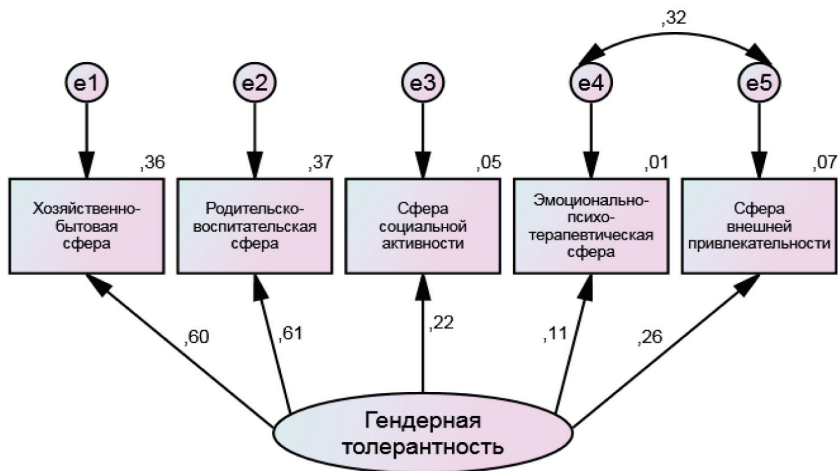 ,32
e1
e2
e3
e4
e5
,36
,37
,05
,01
,07
Хозяйственно-
бытовая
сфера
Родительско-
воспитательская
сфера
Сфера
социальной
активности
Эмоционально-
психо-
терапевтическая
сфера
Сфера
внешней
привлекательности
,60
,61
,22
,11
,26
Гендерная
толерантность